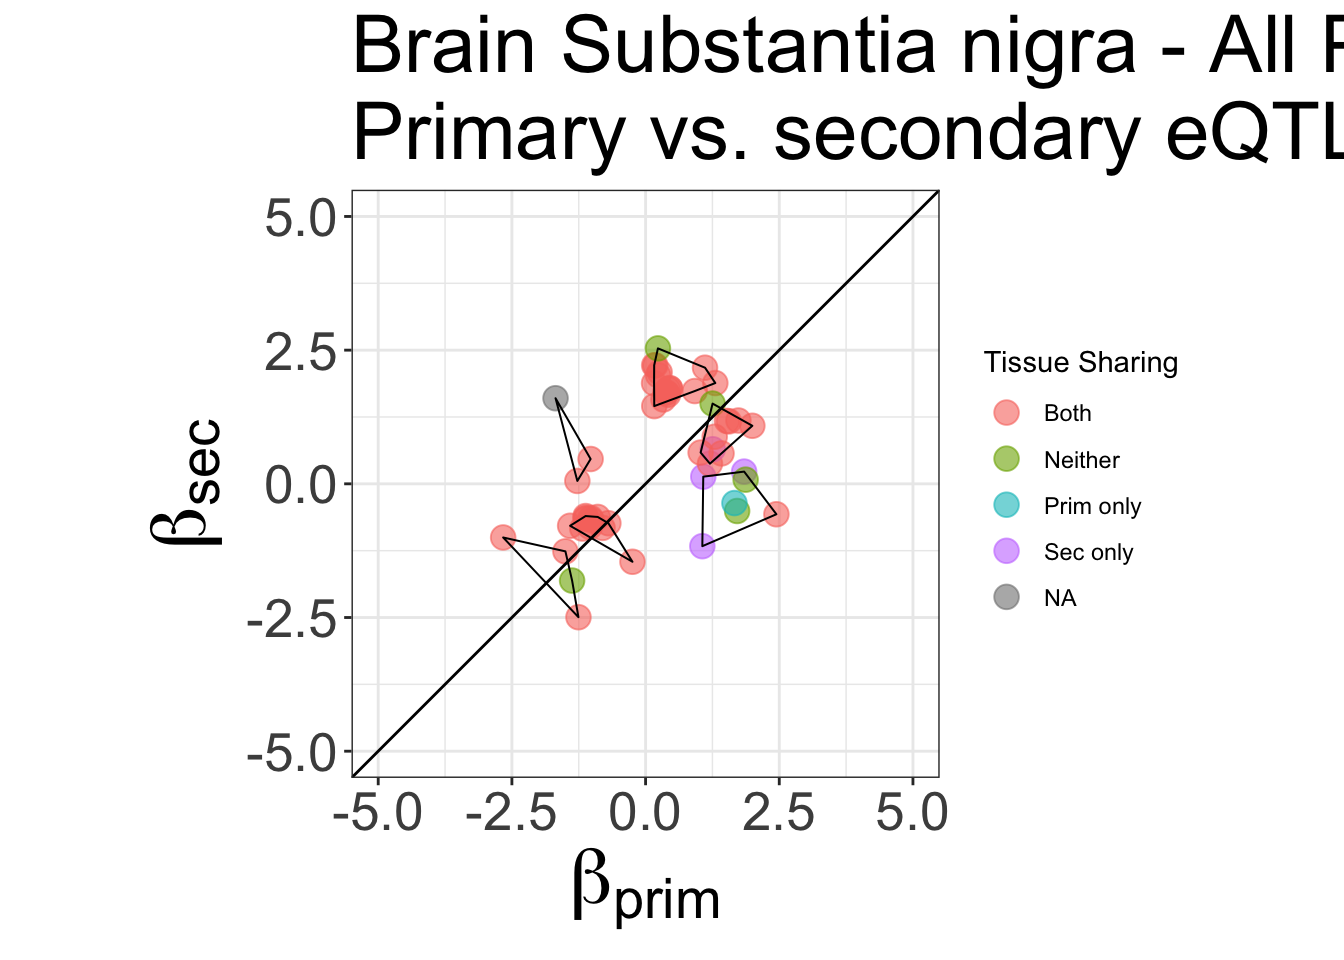 Brain Substantia nigra - All
Primary vs. secondary eQTL
5.0
2.5
0.0
-2.5
-5.0
-5.0 -2.5 0.0 2.5 5.0
βsec
βprim
Tissue Sharing
Both
Neither
Prim only
Sec only
NA